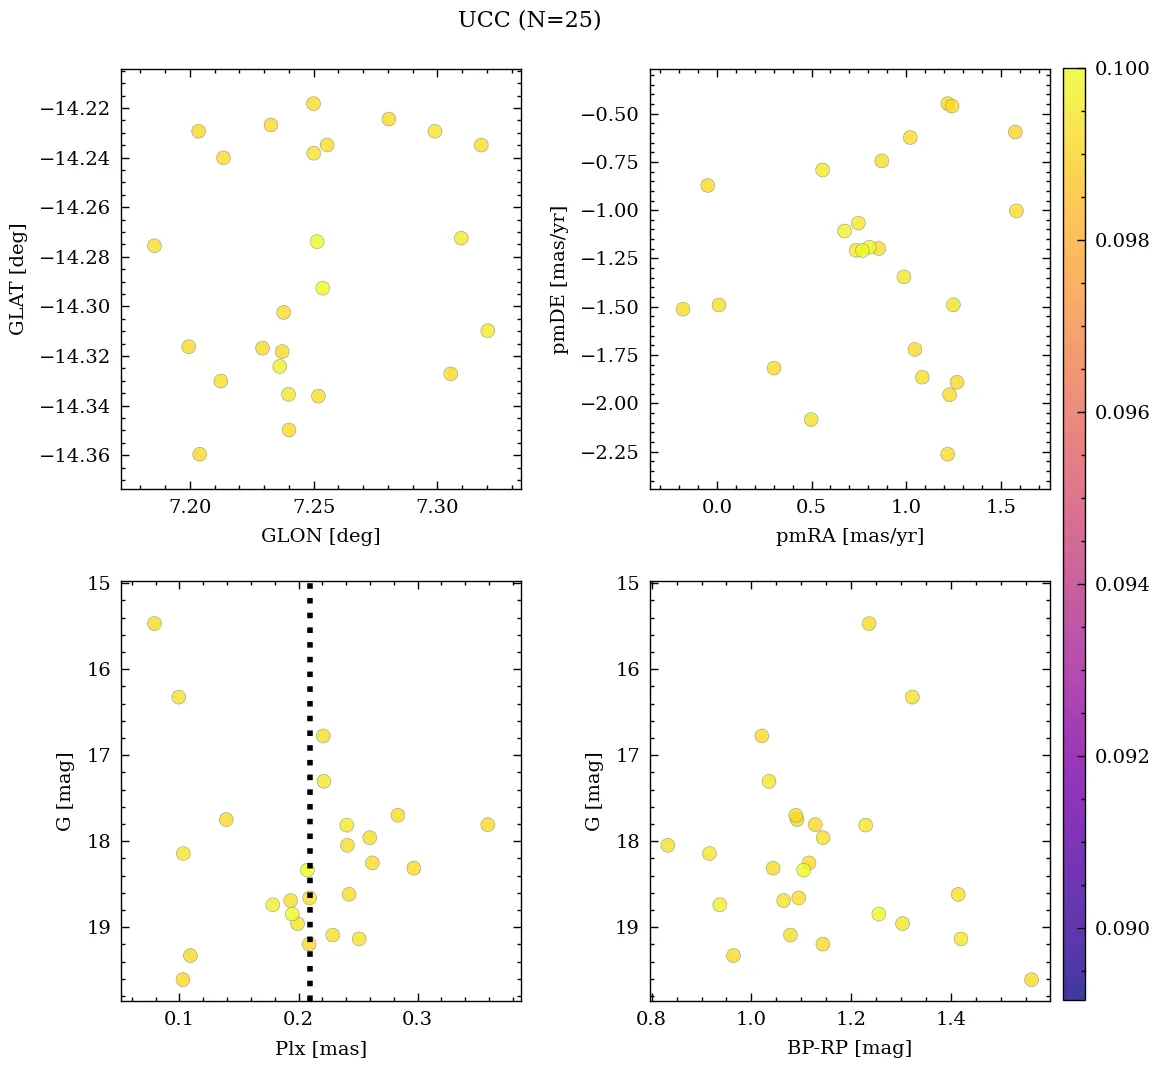 UCC (N=25)
−14.22
−14.24
−14.26
−14.28
−14.30
−14.32
−14.34
−14.36
GLAT [deg]
7.20 7.25 7.30
GLON [deg]
−0.50
−0.75
−1.00
−1.25
−1.50
−1.75
−2.00
−2.25
pmDE [mas/yr]
0.0 0.5 1.0 1.5
pmRA [mas/yr]
15
16
17
18
19
G [mag]
0.1 0.2 0.3
Plx [mas]
15
16
17
18
19
G [mag]
0.8 1.0 1.2 1.4
BP-RP [mag]
0.100
0.098
0.096
0.094
0.092
0.090